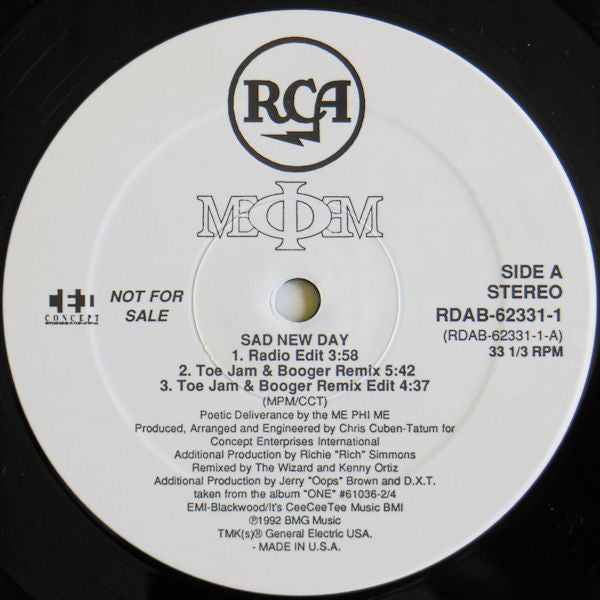 RCA
ME Φ EM
CONCEPT
NOT FOR
SALE
SIDE A
STEREO
RDAB-62331-1
(RDAB-62331-1-A)
33 1/3 RPM
SAD NEW DAY
1. Radio Edit 3:58
2. Toe Jam & Booger Remix 5:42
3. Toe Jam & Booger Remix Edit 4:37
(MPM/CCT)
Poetic Deliverance by the ME PHI ME
Produced, Arranged and Engineered by Chris Cuben-Tatum for
Concept Enterprises International
Additional Production by Richie "Rich" Simmons
Remixed by The Wizard and Kenny Ortiz
Additional Production by Jerry "Oops" Brown and D.X.T.
taken from the album "ONE" #61036-2/4
EMI-Blackwood/It's CeeCeeTee Music BMI
℗1992 BMG Music
TMK(s)® General Electric USA.
- MADE IN U.S.A.